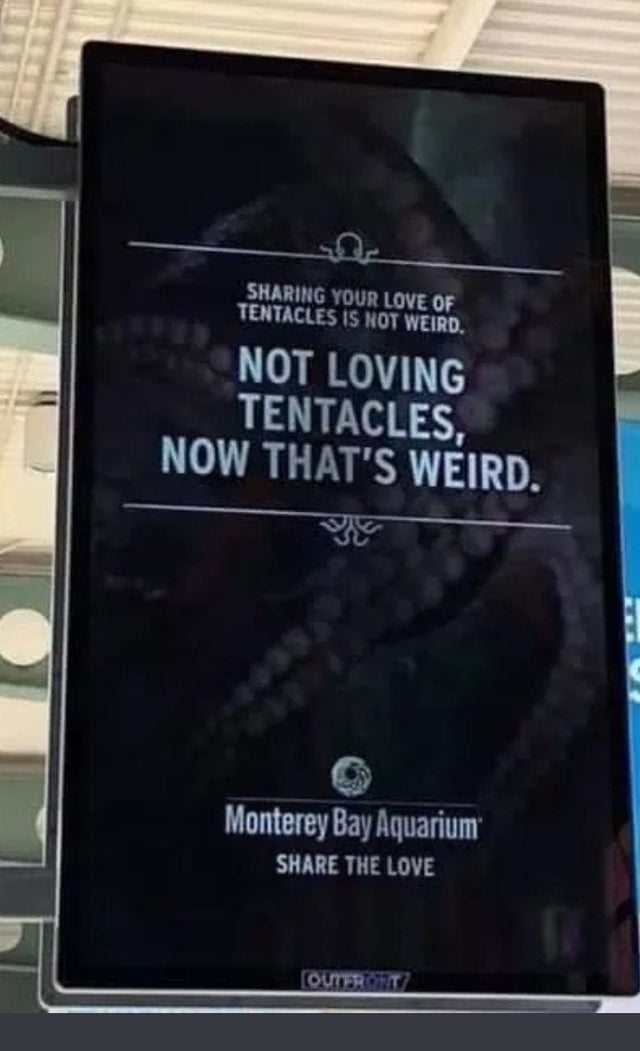 SHARING YOUR LOVE OF
TENTACLES IS NOT WEIRD.
NOT LOVING
TENTACLES,
NOW THAT'S WEIRD.
Monterey Bay Aquarium
SHARE THE LOVE
OUTFRONT/